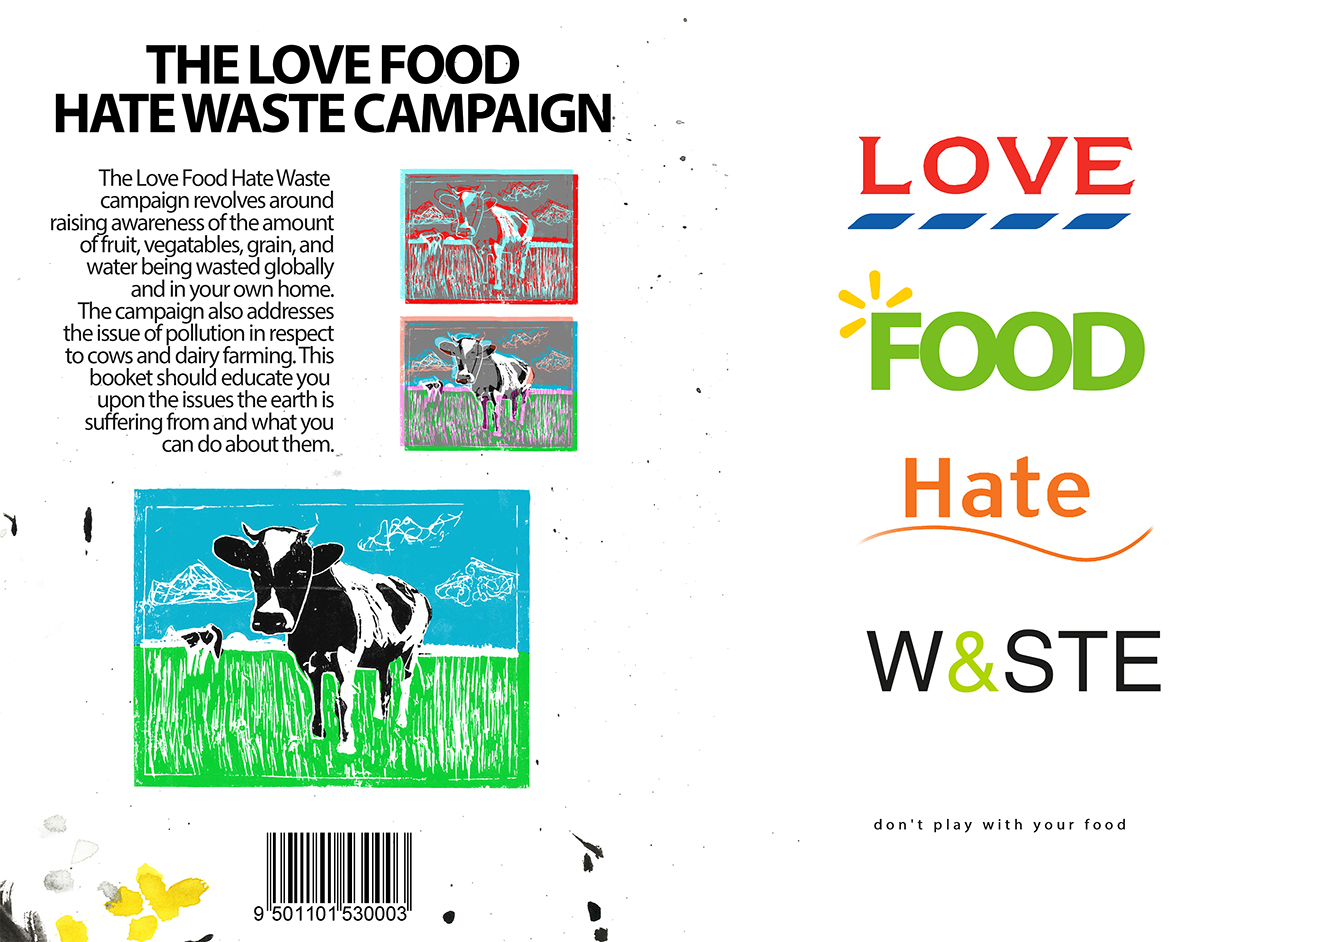 THE LOVE FOOD
HATE WASTE CAMPAIGN
The Love Food Hate Waste
campaign revolves around
raising awareness of the amount
of fruit, vegatables, grain, and
water being wasted globally
and in your own home.
The campaign also addresses
the issue of pollution in respect
to cows and dairy farming. This
booket should educate you
upon the issues the earth is
suffering from and what you
can do about them.
9 501101 530003
LOVE
FOOD
Hate
W&STE
don't play with your food